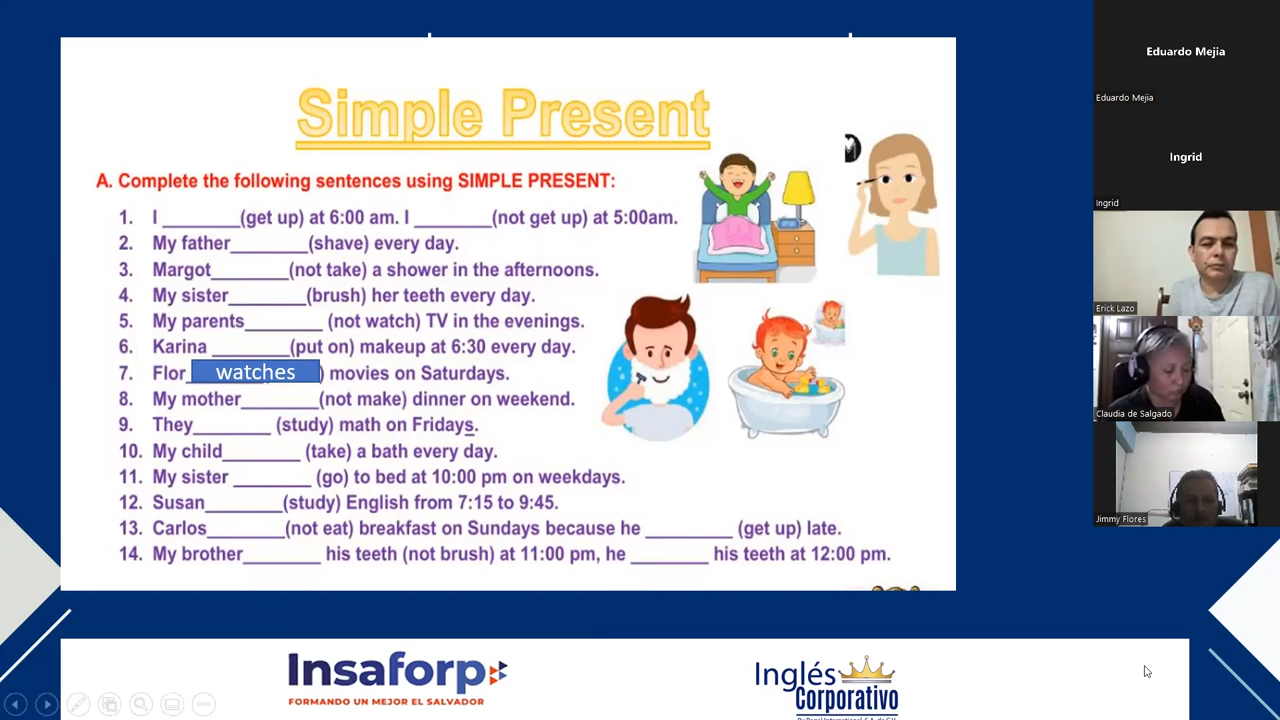 Simple Present
A. Complete the following sentences using SIMPLE PRESENT:
1. I ________(get up) at 6:00 am. I ________(not get up) at 5:00am.
2. My father________(shave) every day.
3. Margot________(not take) a shower in the afternoons.
4. My sister________(brush) her teeth every day.
5. My parents________ (not watch) TV in the evenings.
6. Karina ________(put on) makeup at 6:30 every day.
7. Flor watches ) movies on Saturdays.
8. My mother________(not make) dinner on weekend.
9. They________ (study) math on Fridays.
10. My child________ (take) a bath every day.
11. My sister ________ (go) to bed at 10:00 pm on weekdays.
12. Susan________(study) English from 7:15 to 9:45.
13. Carlos________(not eat) breakfast on Sundays because he _________ (get up) late.
14. My brother________ his teeth (not brush) at 11:00 pm, he ________ his teeth at 12:00 pm.
Insaforp
FORMANDO UN MEJOR EL SALVADOR
Inglés
Corporativo
Eduardo Mejia
Eduardo Mejia
Ingrid
Ingrid
Erick Lazo
Claudia de Salgado
Jimmy Flores